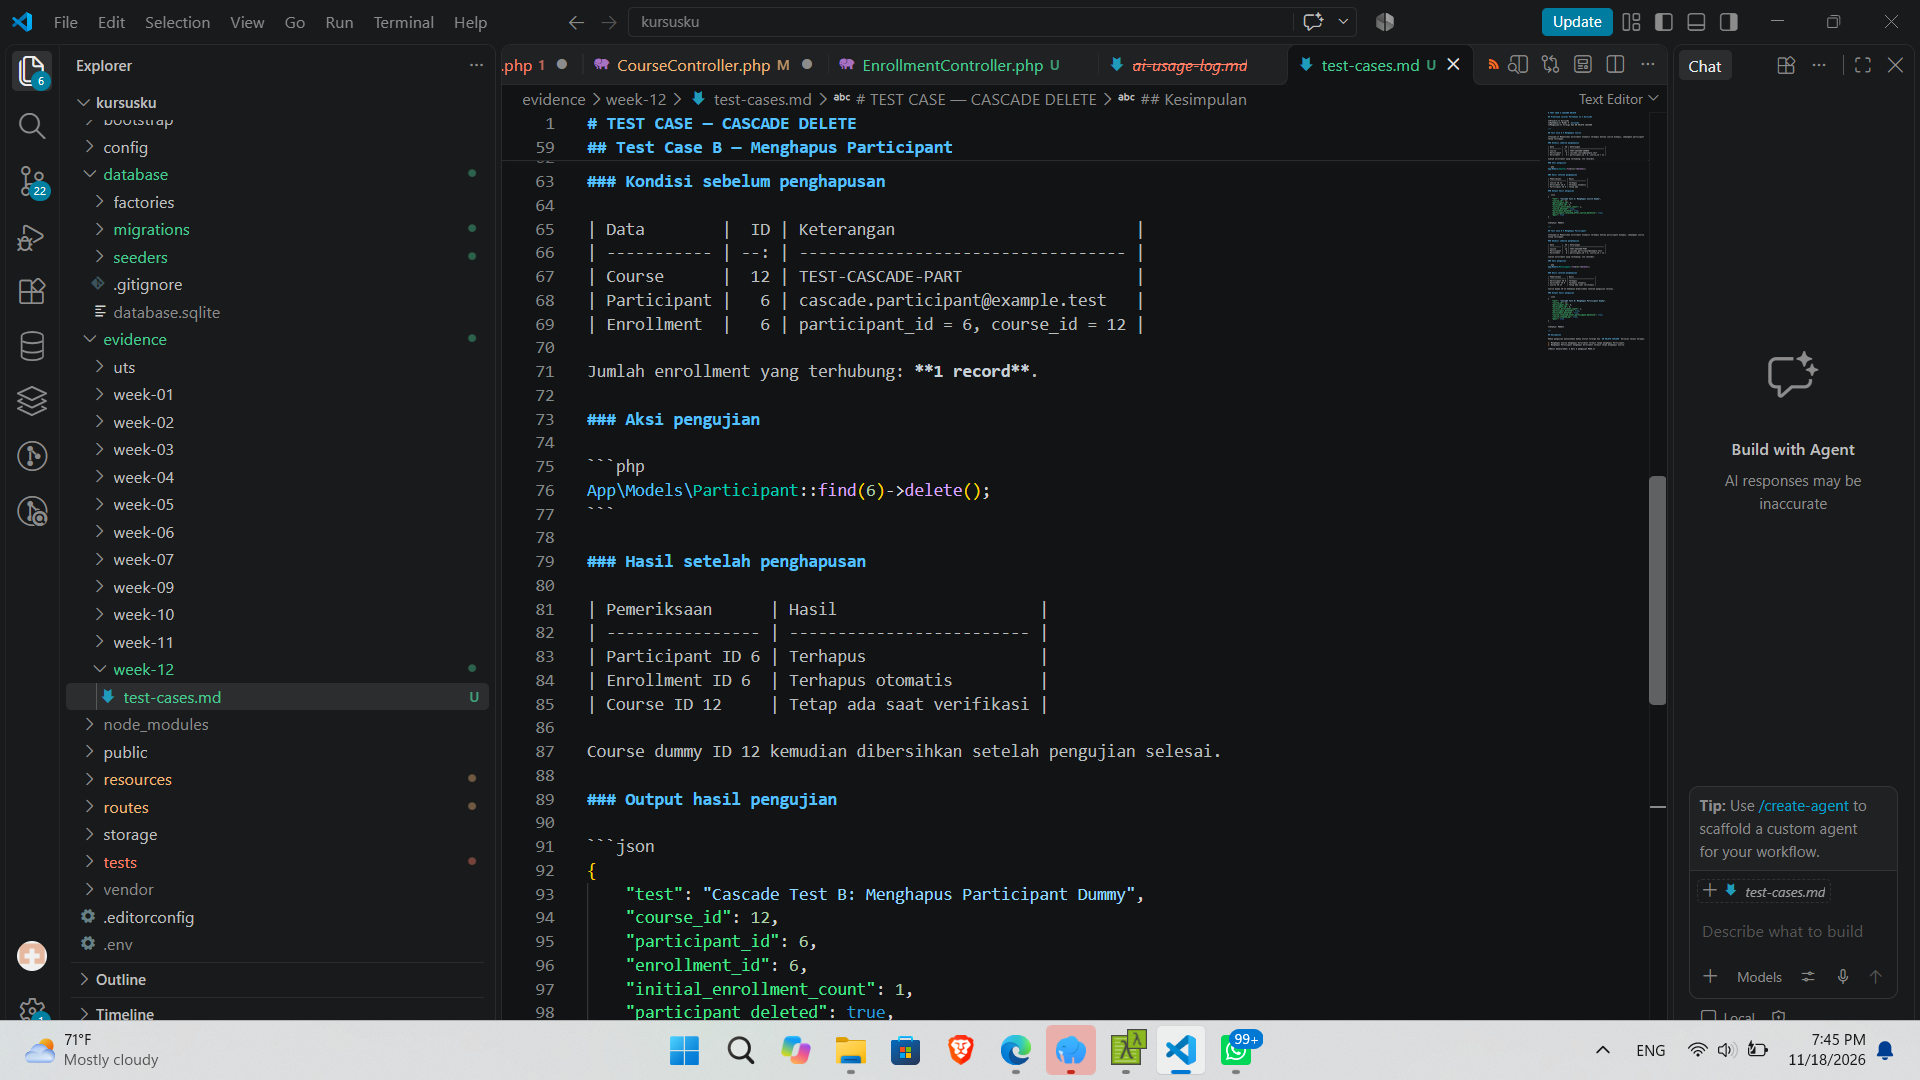 File Edit Selection View Go Run Terminal Help
kursusku
Update
Explorer
kursusku
bootstrap
config
database
factories
migrations
seeders
.gitignore
database.sqlite
evidence
uts
week-01
week-02
week-03
week-04
week-05
week-06
week-07
week-09
week-10
week-11
week-12
test-cases.md U
node_modules
public
resources
routes
storage
tests
vendor
.editorconfig
.env
Outline
Timeline
6
22
.php 1
CourseController.php M
EnrollmentController.php U
ai-usage-log.md
test-cases.md U
evidence > week-12 > test-cases.md > abc # TEST CASE — CASCADE DELETE > abc ## Kesimpulan
Text Editor
1 # TEST CASE — CASCADE DELETE
59 ## Test Case B — Menghapus Participant
63 ### Kondisi sebelum penghapusan
64
65 | Data | ID | Keterangan |
66 | ----------- | --: | ---------------------------------- |
67 | Course | 12 | TEST-CASCADE-PART |
68 | Participant | 6 | cascade.participant@example.test |
69 | Enrollment | 6 | participant_id = 6, course_id = 12 |
70
71 Jumlah enrollment yang terhubung: **1 record**.
72
73 ### Aksi pengujian
74
75 ```php
76 App\Models\Participant::find(6)->delete();
77 ```
78
79 ### Hasil setelah penghapusan
80
81 | Pemeriksaan | Hasil |
82 | ---------------- | ------------------------- |
83 | Participant ID 6 | Terhapus |
84 | Enrollment ID 6 | Terhapus otomatis |
85 | Course ID 12 | Tetap ada saat verifikasi |
86
87 Course dummy ID 12 kemudian dibersihkan setelah pengujian selesai.
88
89 ### Output hasil pengujian
90
91 ```json
92 {
93 "test": "Cascade Test B: Menghapus Participant Dummy",
94 "course_id": 12,
95 "participant_id": 6,
96 "enrollment_id": 6,
97 "initial_enrollment_count": 1,
98 "participant_deleted": true,
Chat
Build with Agent
AI responses may be
inaccurate
Tip: Use /create-agent to
scaffold a custom agent
for your workflow.
test-cases.md
Describe what to build
Models
Local
71°F
Mostly cloudy
99+
ENG
7:45 PM
11/18/2026